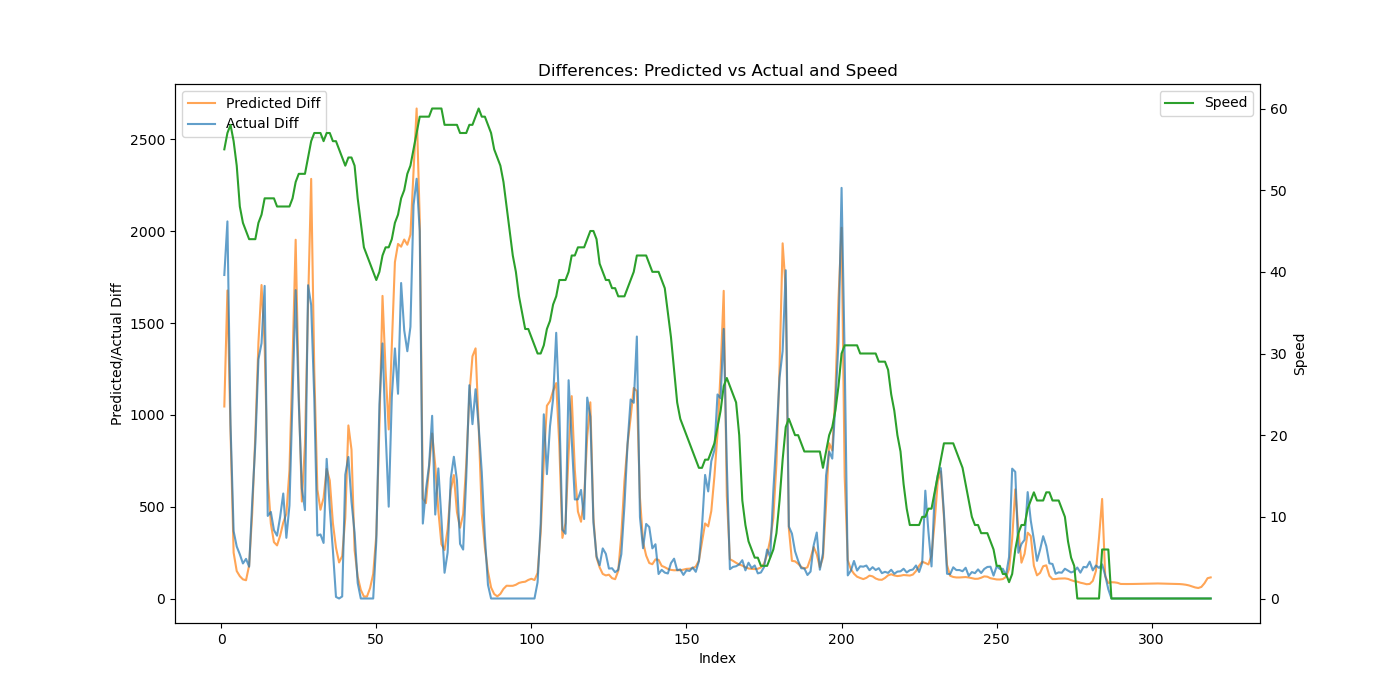 Differences: Predicted vs Actual and Speed
Predicted Diff
Actual Diff
Speed
Predicted/Actual Diff
2500
2000
1500
1000
500
0
60
50
40
30
20
10
0
Speed
0 50 100 150 200 250 300
Index